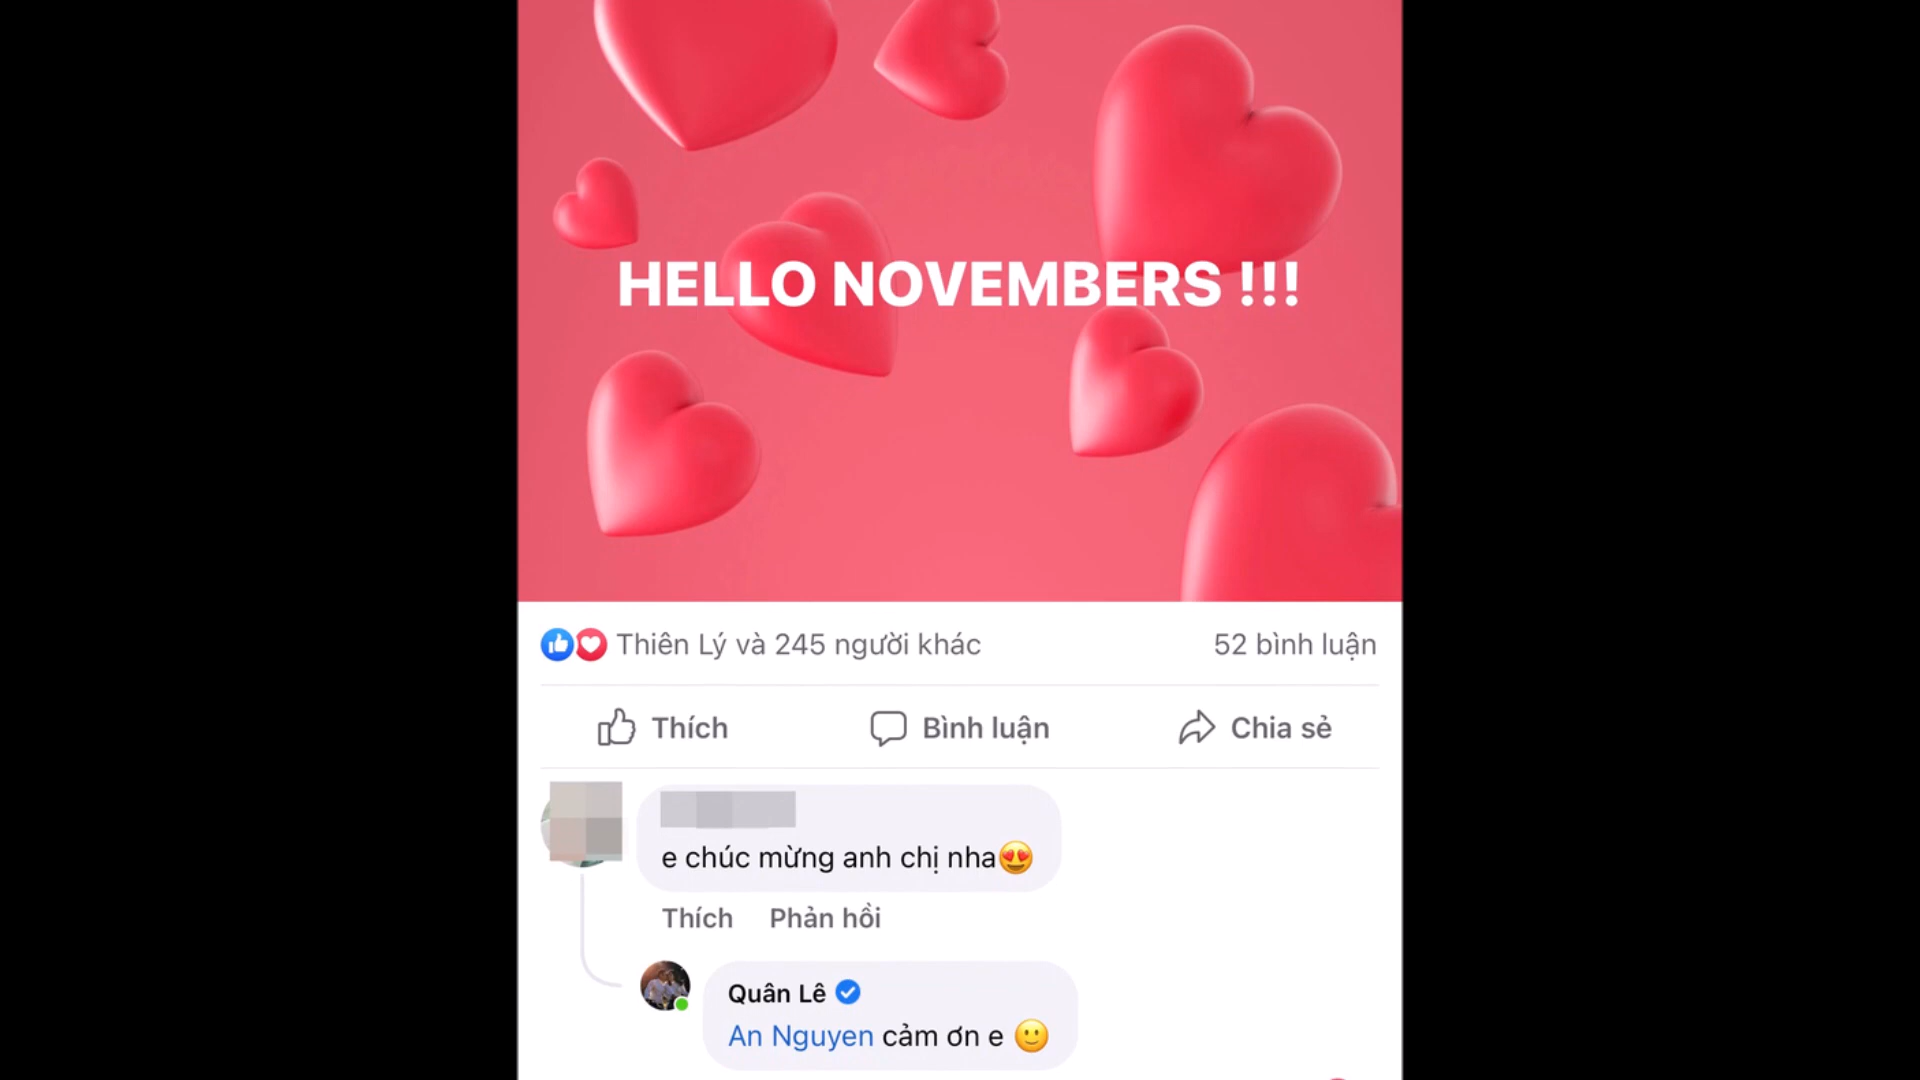 HELLO NOVEMBERS !!!
Thiên Lý và 245 người khác
52 bình luận
Thích
Bình luận
Chia sẻ
e chúc mừng anh chị nha😍
Thích
Phản hồi
Quân Lê
An Nguyen cảm ơn e 🙂